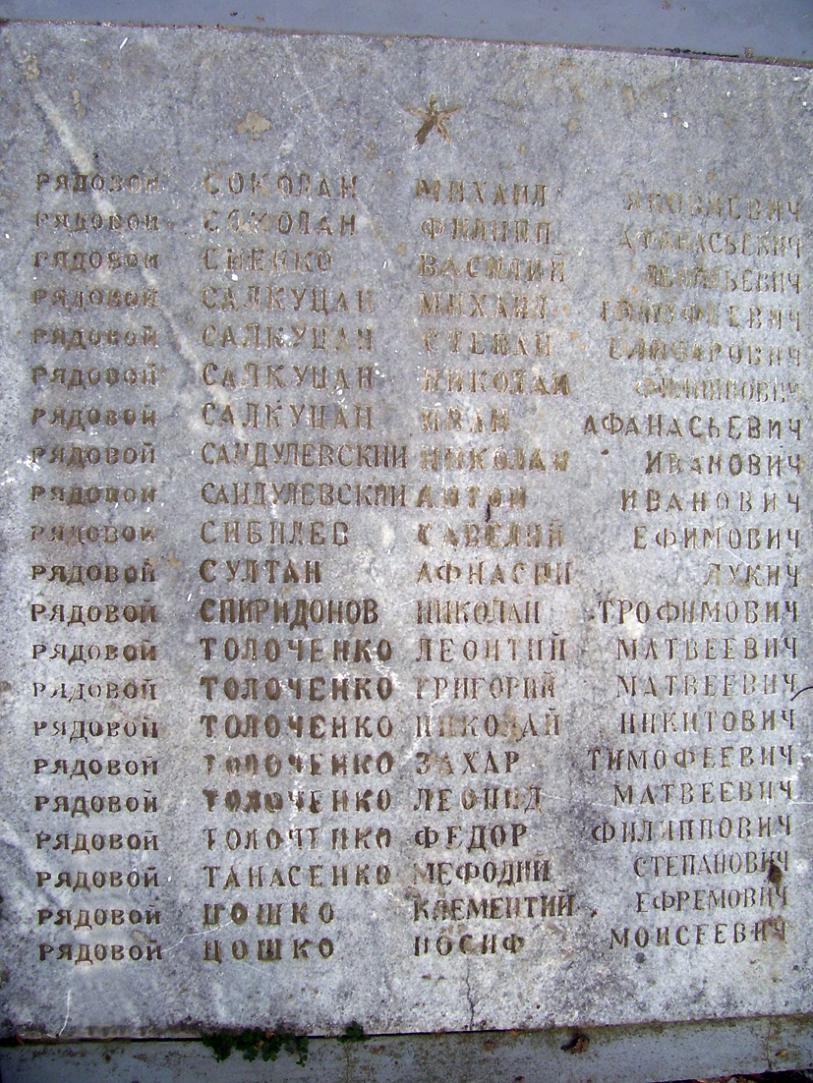 РЯДОВОЙ СОКОЛАН МИХАИЛ ЯКОВЛЕВИЧ
РЯДОВОЙ СОКОЛАН ФИЛИПП АФАНАСЬЕВИЧ
РЯДОВОЙ СНЕНКО ВАСИЛИЙ
РЯДОВОЙ САЛКУЦАН МИХАИЛ ТИМОФЕЕВИЧ
РЯДОВОЙ САЛКУЦАН СТЕПАН
РЯДОВОЙ САЛКУЦАН НИКОЛАЙ ФИЛИППОВИЧ
РЯДОВОЙ САЛКУЦАН ИВАН АФАНАСЬЕВИЧ
РЯДОВОЙ САНДУЛЕВСКИЙ НИКОЛАЙ ИВАНОВИЧ
РЯДОВОЙ САНДУЛЕВСКИЙ АНТОН ИВАНОВИЧ
РЯДОВОЙ СИБИЛЕВ САВЕЛИЙ ЕФИМОВИЧ
РЯДОВОЙ СУЛТАН АФНАСИЙ ЛУКИЧ
РЯДОВОЙ СПИРИДОНОВ НИКОЛАЙ ТРОФИМОВИЧ
РЯДОВОЙ ТОЛОЧЕНКО ЛЕОНТИЙ МАТВЕЕВИЧ
РЯДОВОЙ ТОЛОЧЕНКО ГРИГОРИЙ МАТВЕЕВИЧ
РЯДОВОЙ ТОЛОЧЕНКО НИКОЛАЙ НИКИТОВИЧ
РЯДОВОЙ ТОЛОЧЕНКО ЗАХАР ТИМОФЕЕВИЧ
РЯДОВОЙ ТОЛОЧЕНКО ЛЕОНИД МАТВЕЕВИЧ
РЯДОВОЙ ТОЛОЧЕНКО ФЕДОР ФИЛИППОВИЧ
РЯДОВОЙ ТАНАСЕНКО МЕФОДИЙ СТЕПАНОВИЧ
РЯДОВОЙ ЦОШКО КЛЕМЕНТИЙ ЕФРЕМОВИЧ
РЯДОВОЙ ЦОШКО ИОСИФ МОИСЕЕВИЧ